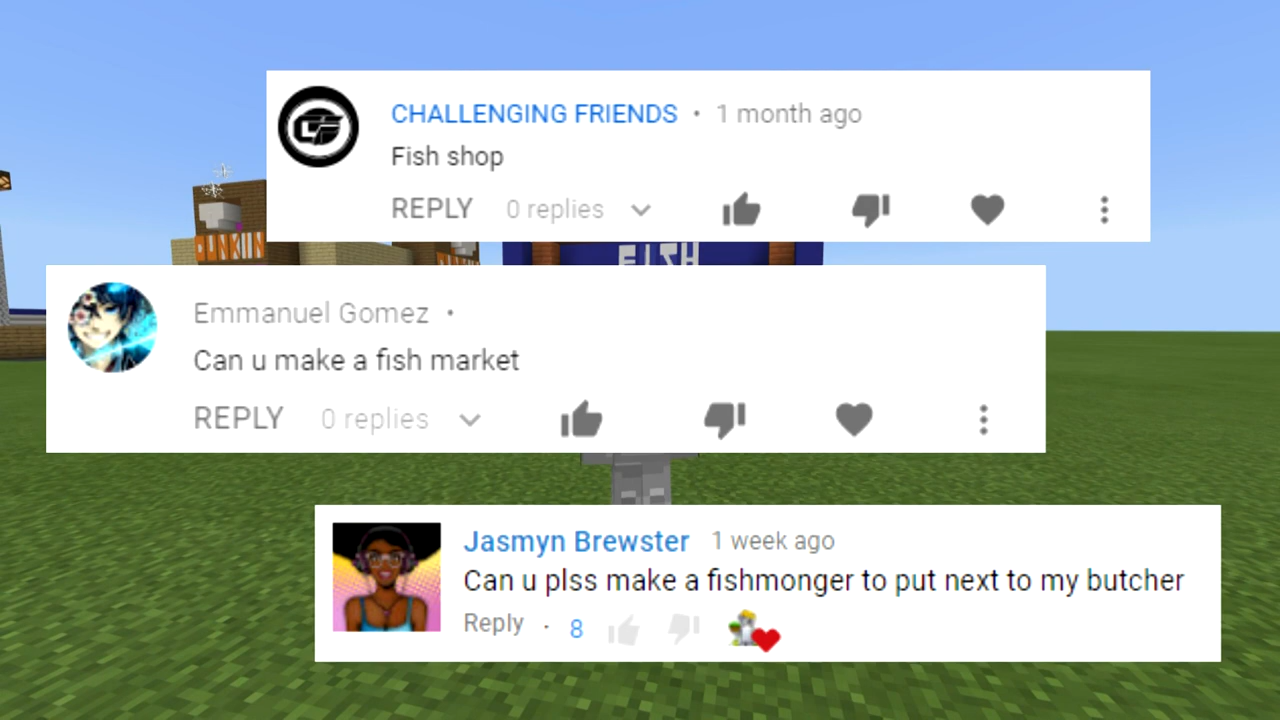 CHALLENGING FRIENDS • 1 month ago
Fish shop
REPLY 0 replies
DUNKIN
FISH
Emmanuel Gomez •
Can u make a fish market
REPLY 0 replies
Jasmyn Brewster 1 week ago
Can u plss make a fishmonger to put next to my butcher
Reply · 8